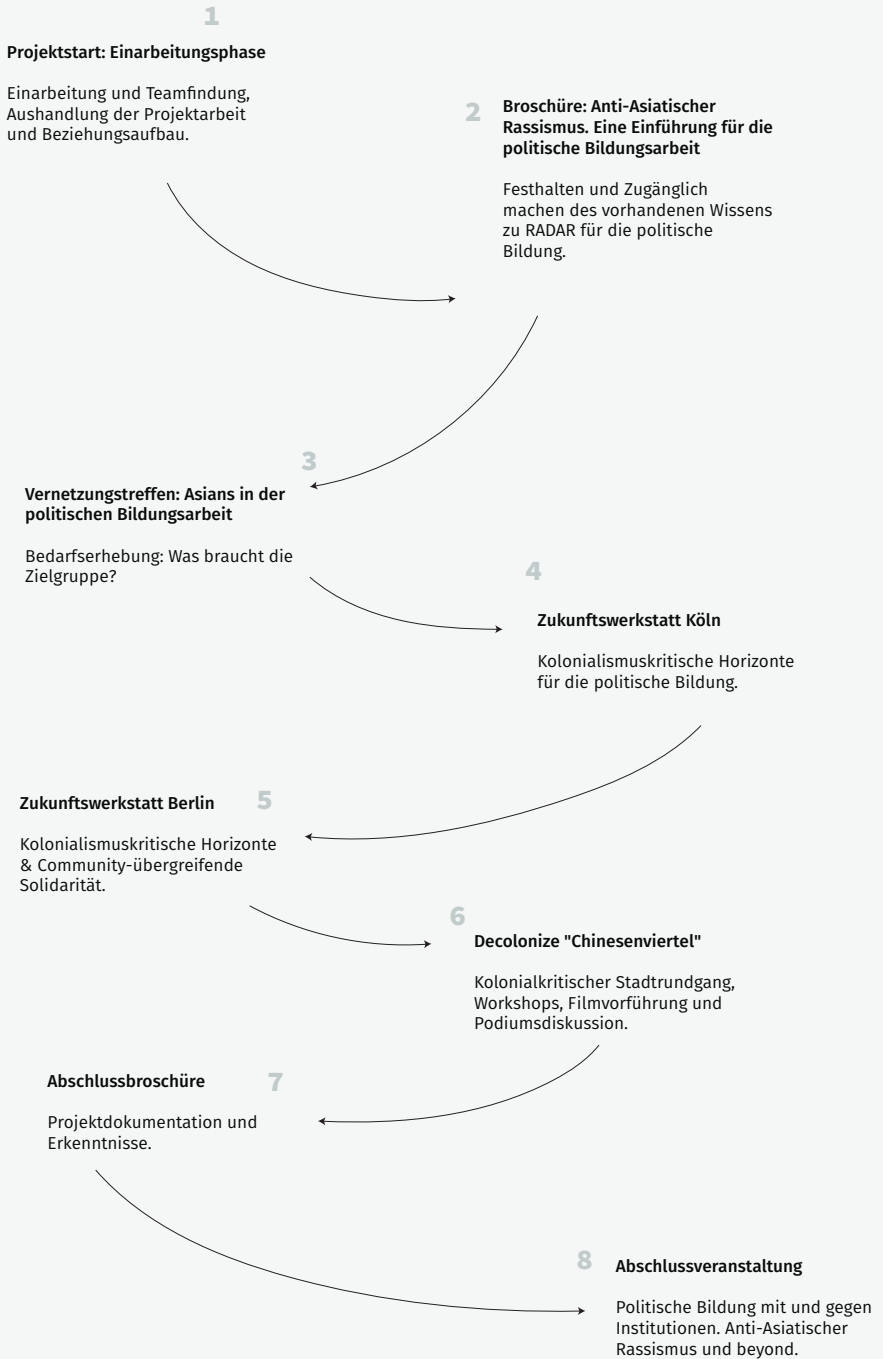 1
Projektstart: Einarbeitungsphase
Einarbeitung und Teamfindung,
Aushandlung der Projektarbeit
und Beziehungsaufbau.
2
Broschüre: Anti-Asiatischer
Rassismus. Eine Einführung für die
politische Bildungsarbeit
Festhalten und Zugänglich
machen des vorhandenen Wissens
zu RADAR für die politische
Bildung.
3
Vernetzungstreffen: Asians in der
politischen Bildungsarbeit
Bedarfserhebung: Was braucht die
Zielgruppe?
4
Zukunftswerkstatt Köln
Kolonialismuskritische Horizonte
für die politische Bildung.
5
Zukunftswerkstatt Berlin
Kolonialismuskritische Horizonte
& Community-übergreifende
Solidarität.
6
Decolonize "Chinesenviertel"
Kolonialkritischer Stadtrundgang,
Workshops, Filmvorführung und
Podiumsdiskussion.
7
Abschlussbroschüre
Projektdokumentation und
Erkenntnisse.
8
Abschlussveranstaltung
Politische Bildung mit und gegen
Institutionen. Anti-Asiatischer
Rassismus und beyond.